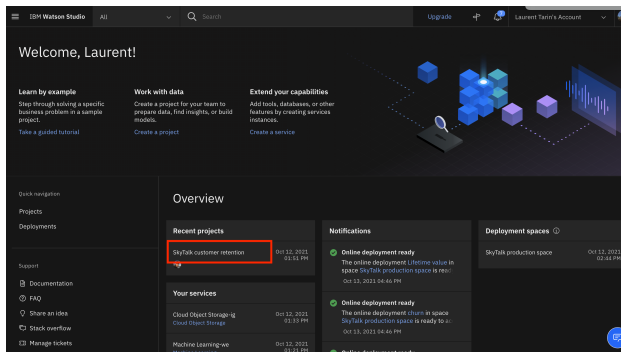 IBM Watson Studio
All
Search
Upgrade
Laurent Tarin's Account
Welcome, Laurent!
Learn by example
Step through solving a specific
business problem in a sample
project.
Take a guided tutorial
Work with data
Create a project for your team to
prepare data, find insights, or build
models.
Create a project
Extend your capabilities
Add tools, databases, or other
features by creating services
instances.
Create a service
Quick navigation
Projects
Deployments
Support
Documentation
FAQ
Share an idea
Stack overflow
Manage tickets
Overview
Recent projects
SkyTalk customer retention
Oct 12, 2021
01:51 PM
Your services
Cloud Object Storage-ig
Cloud Object Storage
Oct 12, 2021
01:33 PM
Machine Learning-we
Oct 12, 2021
01:21 PM
Notifications
Online deployment ready
The online deployment Lifetime value in
space SkyTalk production space is read
Oct 13, 2021 04:46 PM
Online deployment ready
The online deployment churn in space
SkyTalk production space is ready to
Oct 13, 2021 04:46 PM
Online deployment ready
Deployment spaces
SkyTalk production space
Oct 12, 2021
02:44 PM